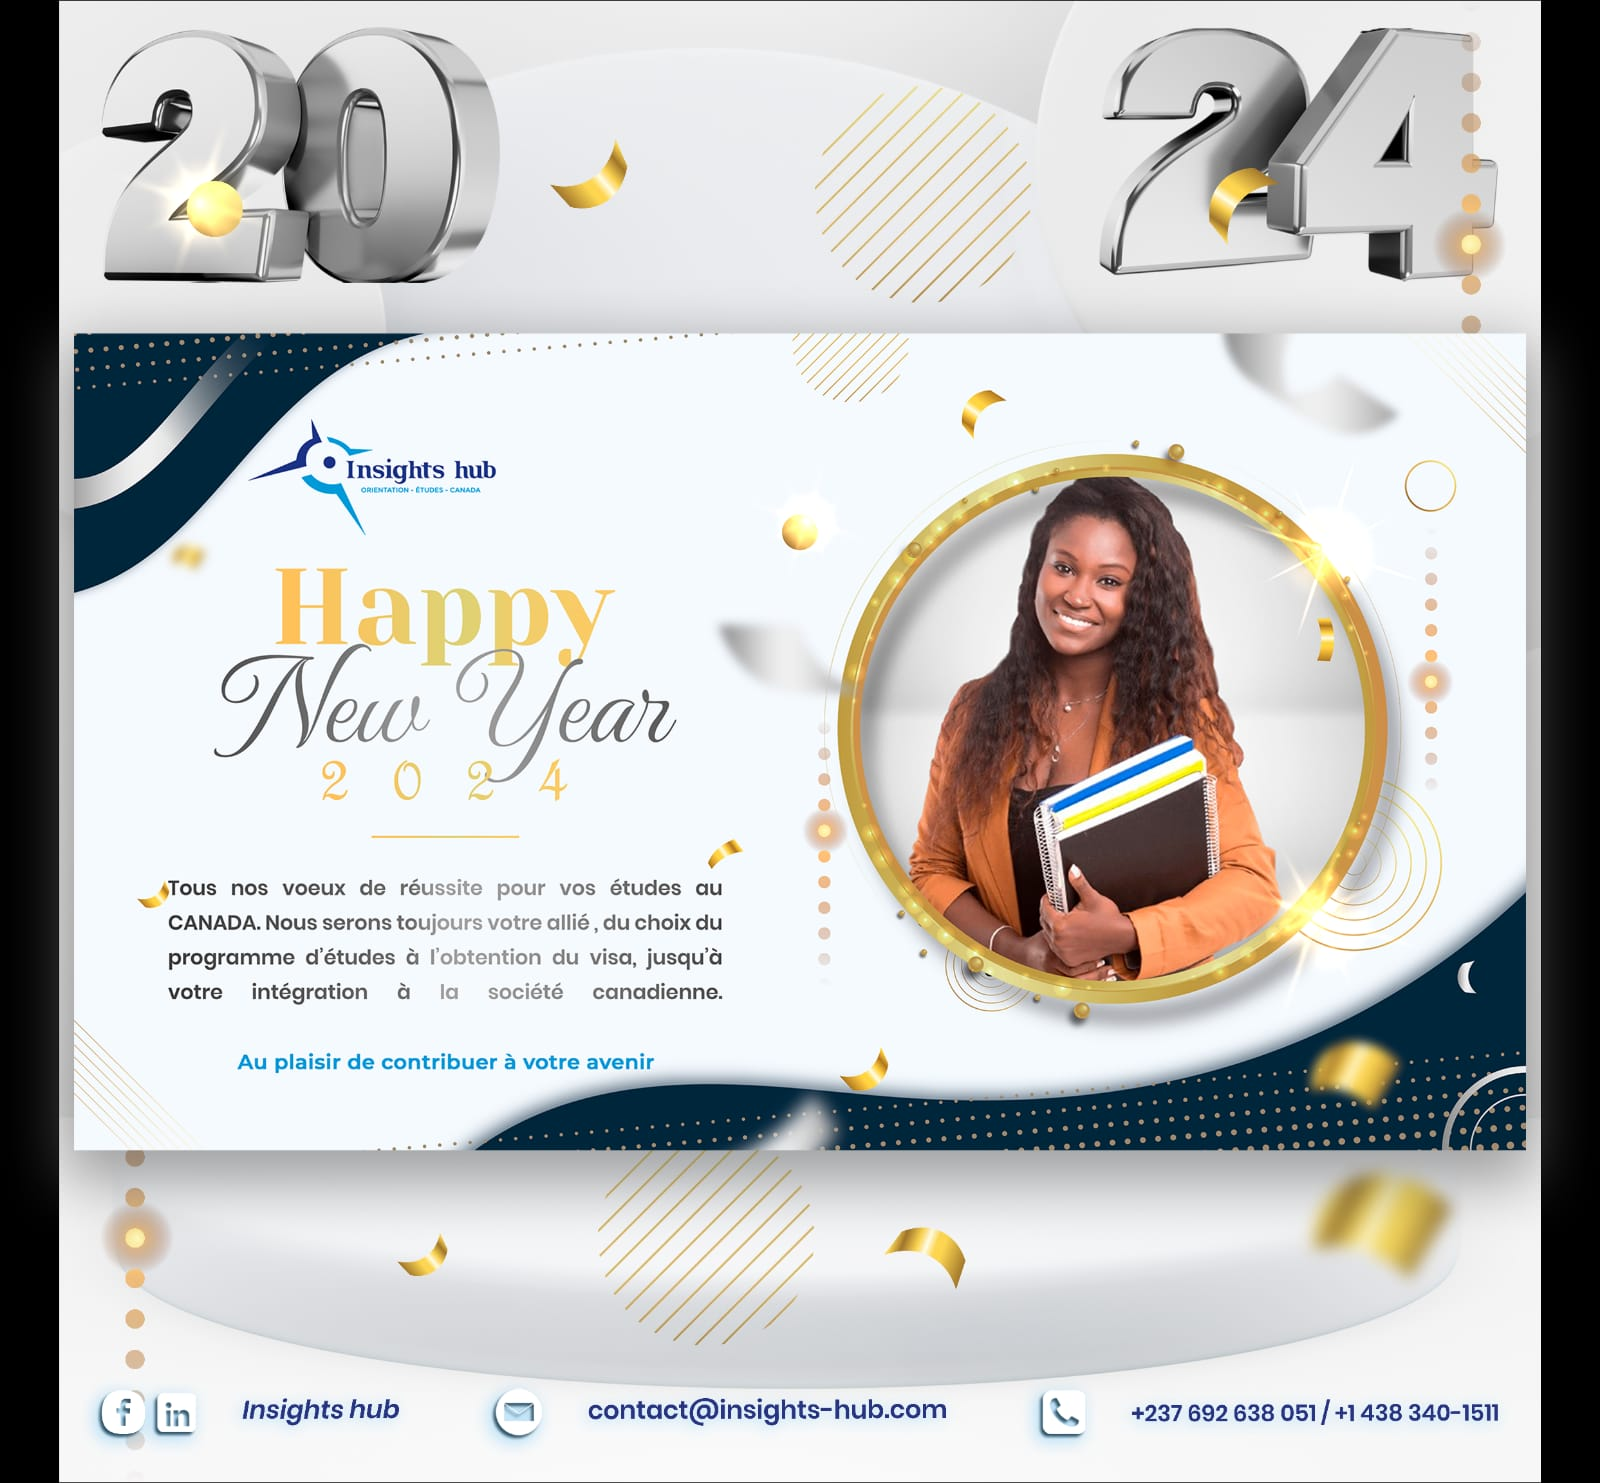 20 24
Insights hub
ORIENTATION - ÉTUDES - CANADA
Happy
New Year
2024
Tous nos voeux de réussite pour vos études au
CANADA. Nous serons toujours votre allié , du choix du
programme d'études à l'obtention du visa, jusqu'à
votre intégration à la société canadienne.
Au plaisir de contribuer à votre avenir
f in Insights hub contact@insights-hub.com +237 692 638 051 / +1 438 340-1511